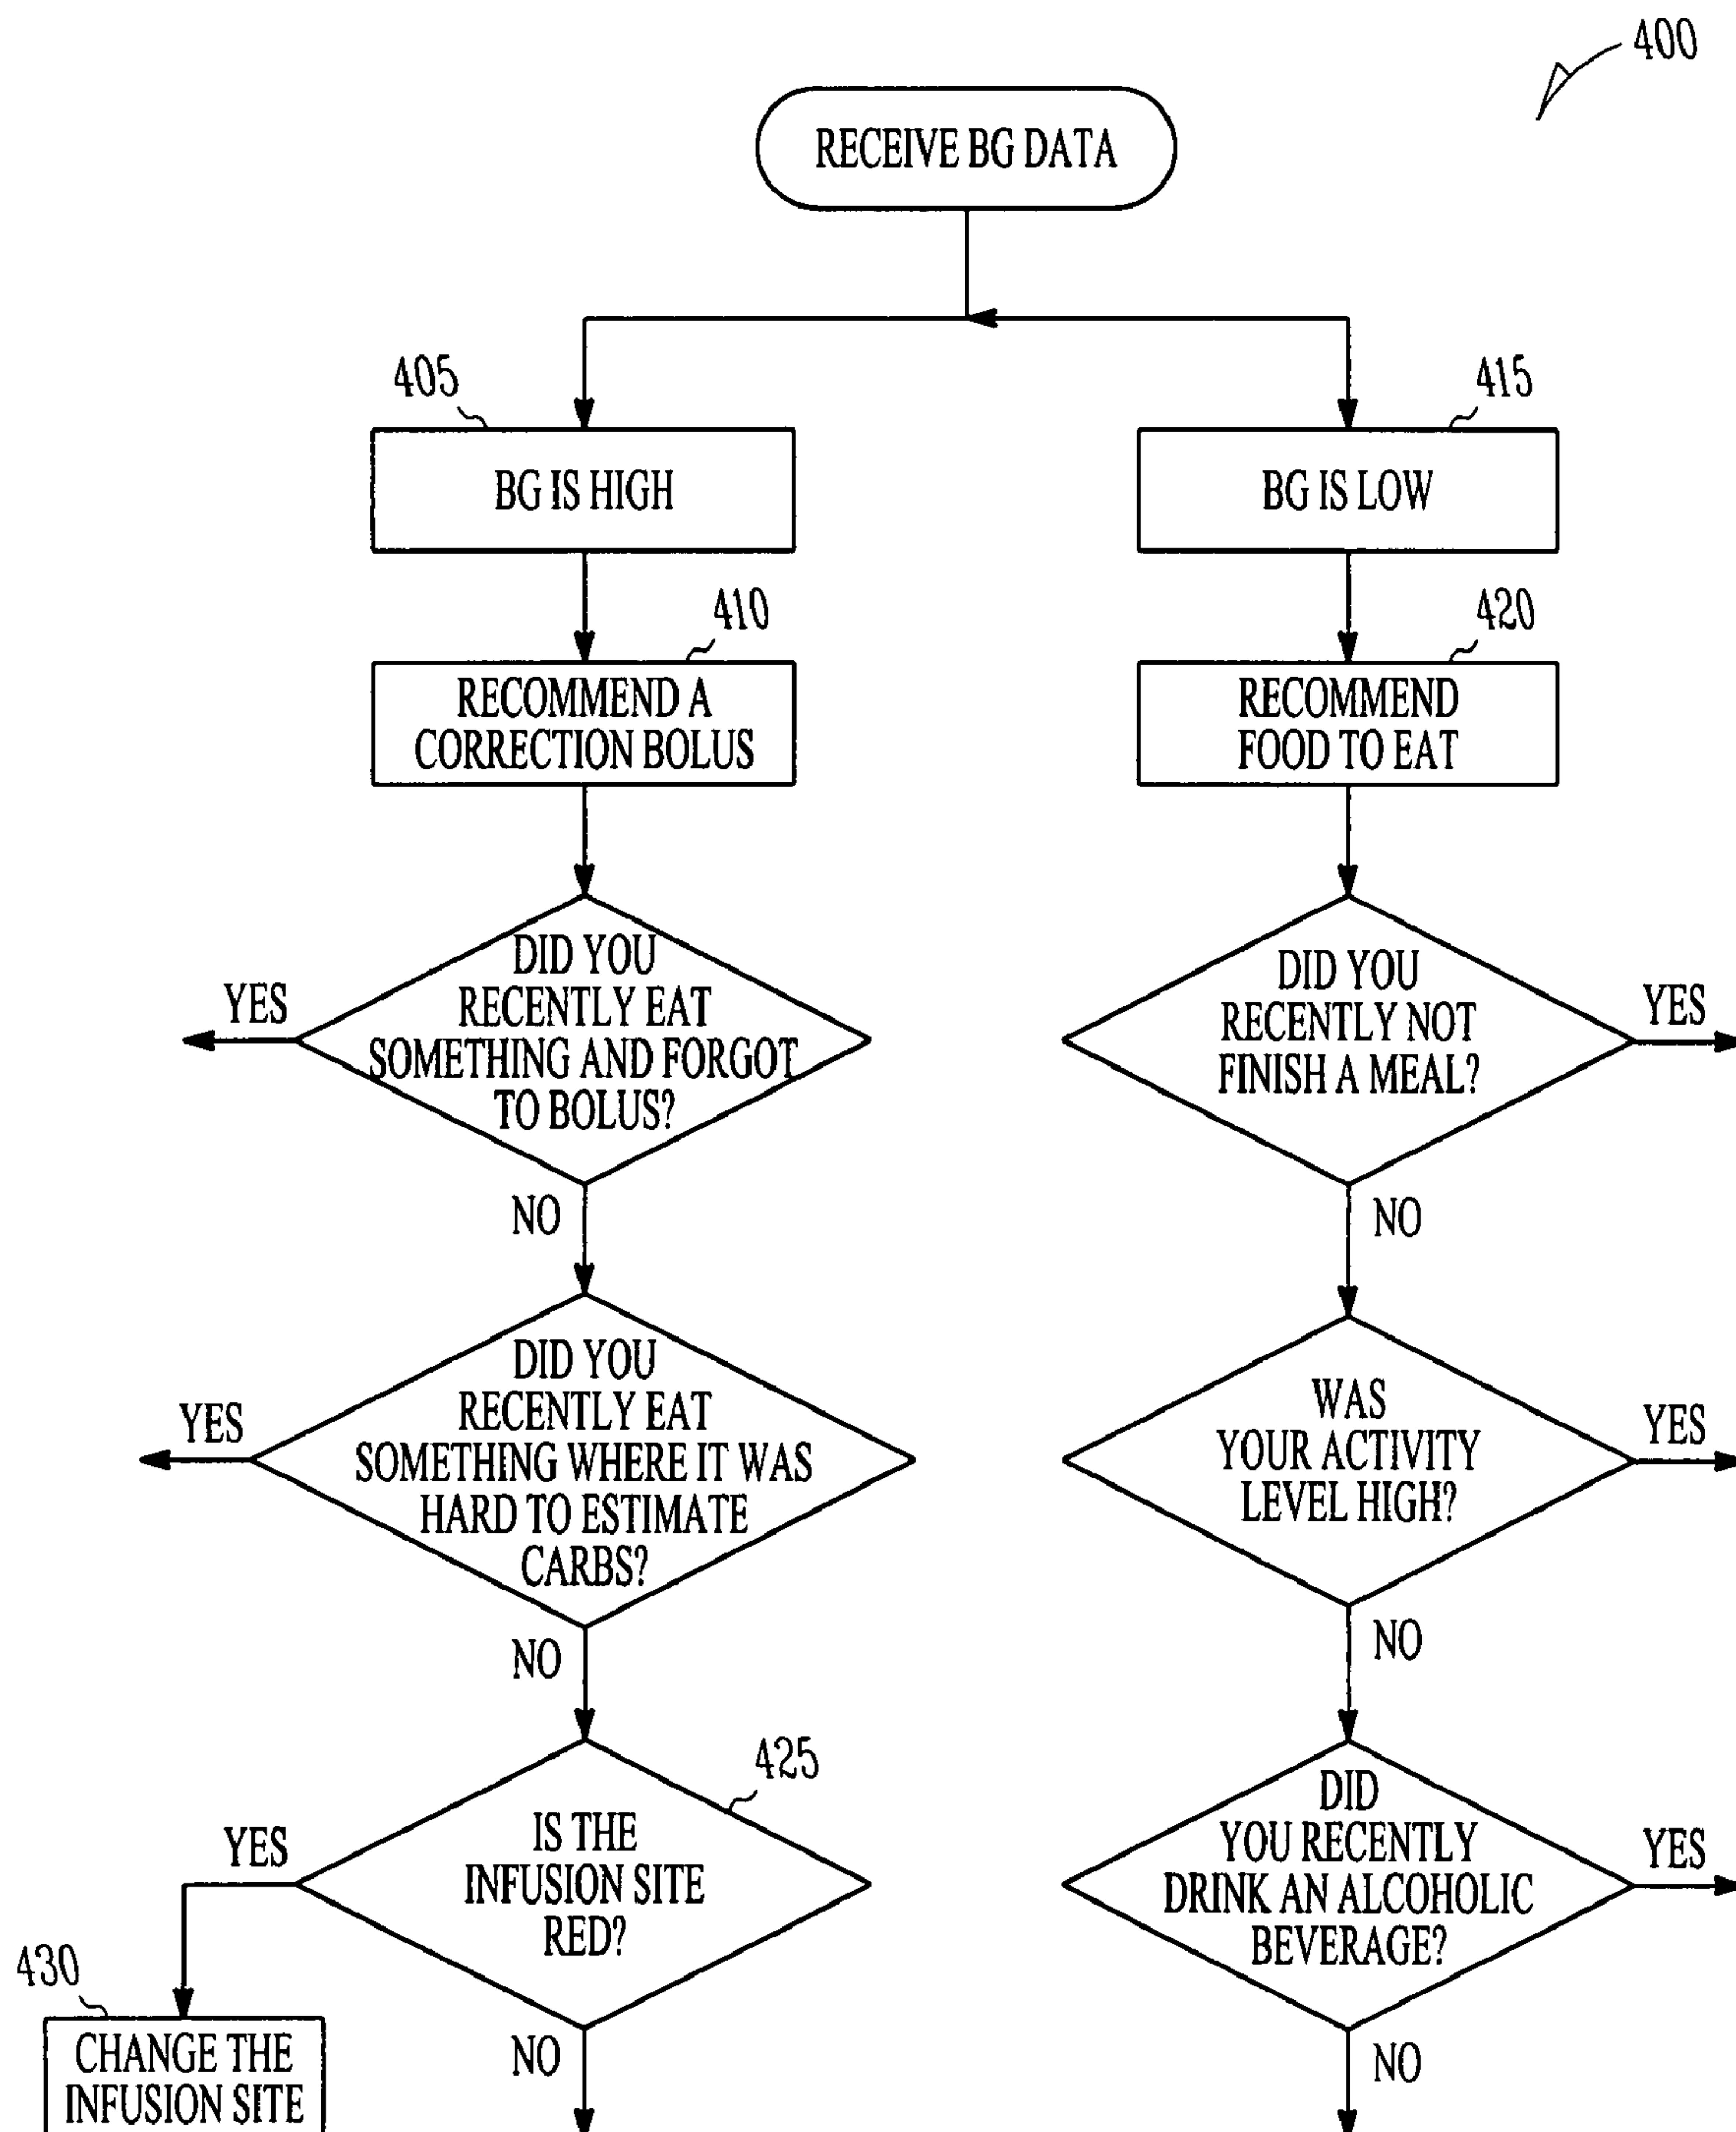 400
RECEIVE BG DATA
405
BG IS HIGH
415
BG IS LOW
410
RECOMMEND A
CORRECTION BOLUS
420
RECOMMEND
FOOD TO EAT
DID YOU
RECENTLY EAT
SOMETHING AND FORGOT
TO BOLUS?
YES
NO
DID YOU
RECENTLY NOT
FINISH A MEAL?
YES
NO
DID YOU
RECENTLY EAT
SOMETHING WHERE IT WAS
HARD TO ESTIMATE
CARBS?
YES
NO
WAS
YOUR ACTIVITY
LEVEL HIGH?
YES
NO
425
IS THE
INFUSION SITE
RED?
YES
NO
430
CHANGE THE
INFUSION SITE
DID
YOU RECENTLY
DRINK AN ALCOHOLIC
BEVERAGE?
YES
NO